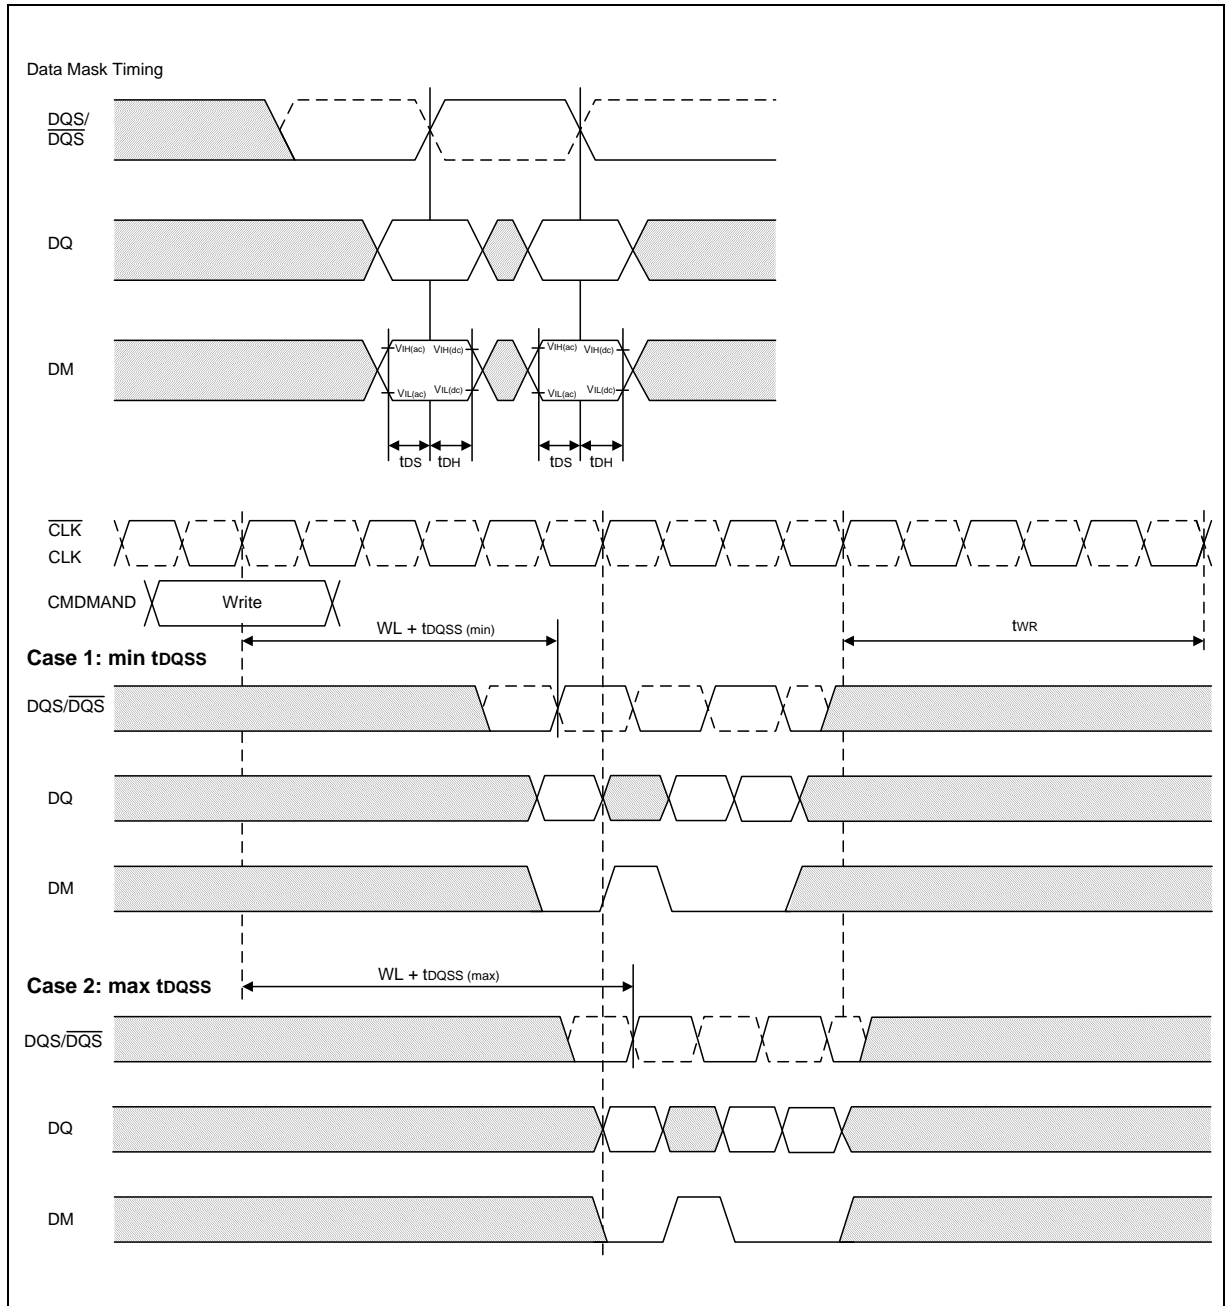 Data Mask Timing
DQS/
DQS
DQ
DM
VIH(ac) VIH(dc) VIH(ac) VIH(dc)
VIL(ac) VIL(dc) VIL(ac) VIL(dc)
tDS tDH tDS tDH
CLK
CLK
CMDMAND Write
WL + tDQSS (min) tWR
Case 1: min tDQSS
DQS/DQS
DQ
DM
WL + tDQSS (max)
Case 2: max tDQSS
DQS/DQS
DQ
DM